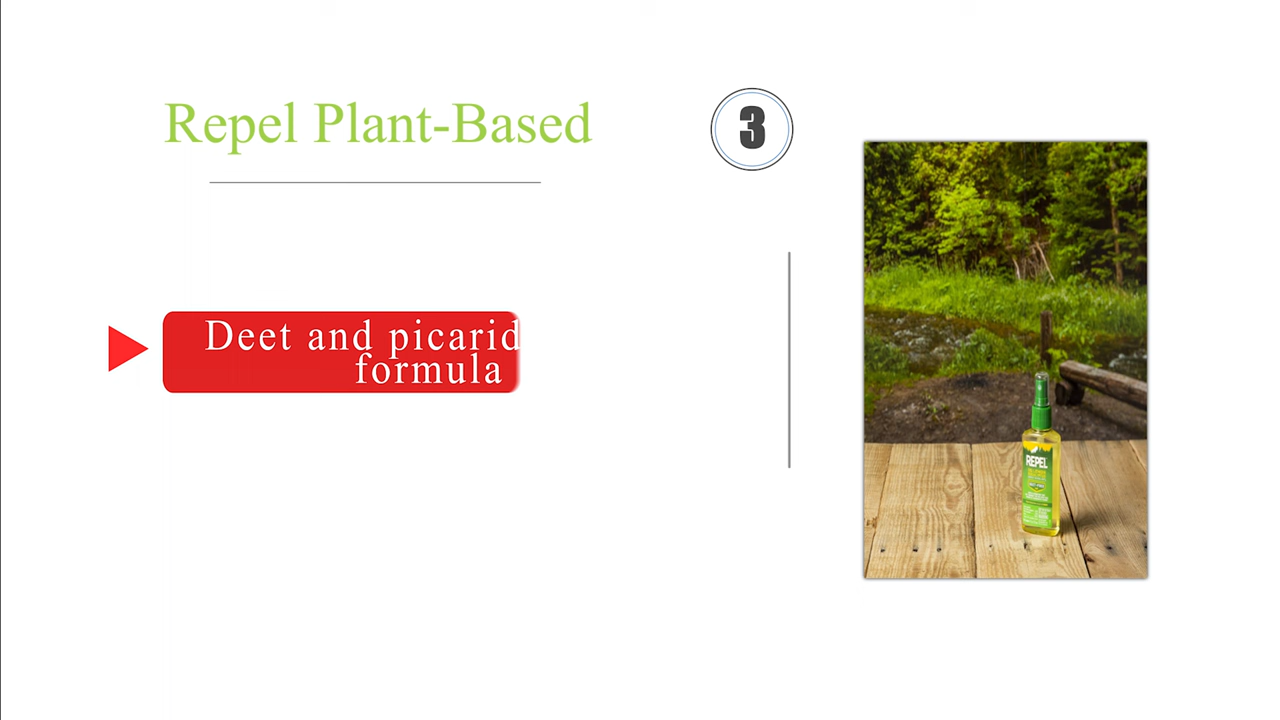 Repel Plant-Based
3
Deet and picarid
formula
REPEL